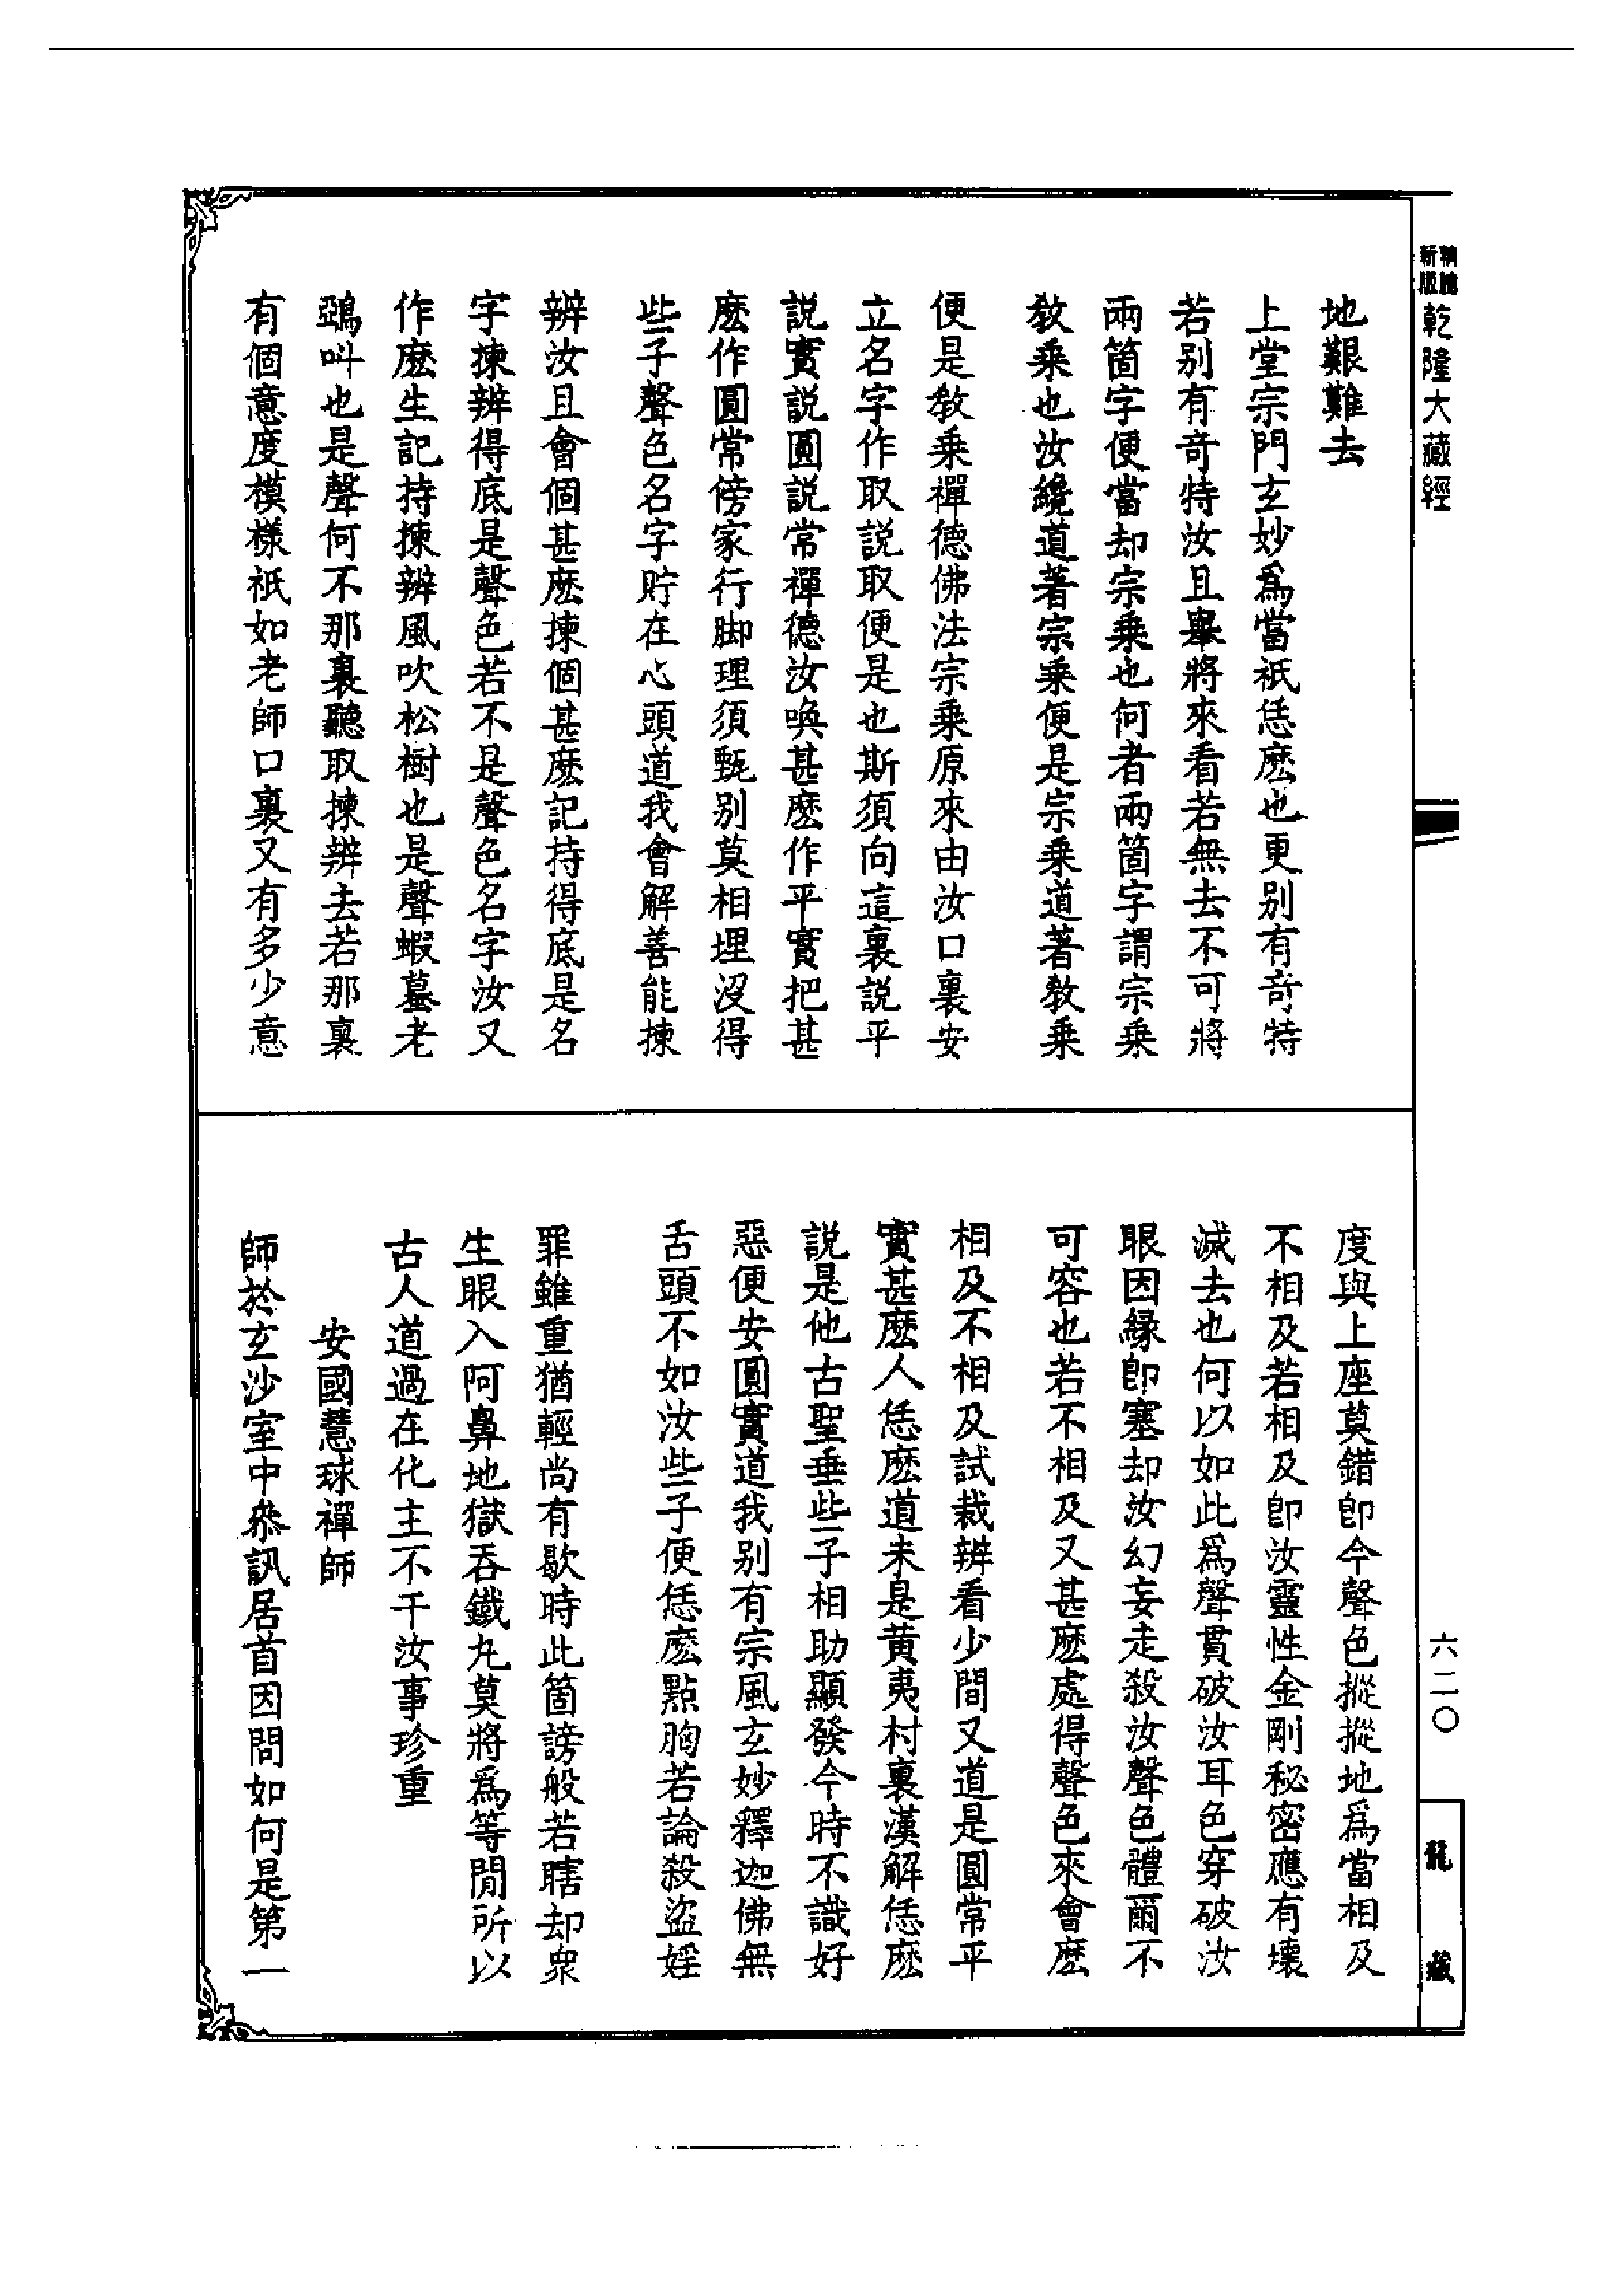 精裝新版乾隆大藏經
地艱難去
上堂宗門玄妙爲當祇恁麽也更别有奇特
若别有奇特汝且舉將來看若無去不可將
兩箇字便當却宗乘也何者兩箇字謂宗乘
敎乘也汝纔道著宗乘便是宗乘道著敎乘
便是敎乘禪德佛法宗乘原來由汝口裏安
立名字作取説取便是也斯須向這裏説平
説實説圓説常禪德汝喚甚麽作平實把甚
麽作圓常傍家行脚理須甄别莫相埋沒得
些子聲色名字貯在心頭道我會解善能揀
辨汝且會個甚麽揀個甚麽記持得底是名
字揀辨得底是聲色若不是聲色名字汝又
作麽生記持揀辨風吹松樹也是聲蝦蟇老
鵶叫也是聲何不那裏聽取揀辨去若那裏
有個意度模樣祇如老師口裏又有多少意
度與上座莫錯卽今聲色摐摐地爲當相及
不相及若相及卽汝靈性金剛秘密應有壞
滅去也何以如此爲聲貫破汝耳色穿破汝
眼因緣卽塞却汝幻妄走殺汝聲色體爾不
可容也若不相及又甚麽處得聲色來會麽
相及不相及試裁辨看少間又道是圓常平
實甚麽人恁麽道未是黄夷村裏漢解恁麽
説是他古聖垂些子相助顯發今時不識好
惡便安圓實道我别有宗風玄妙釋迦佛無
舌頭不如汝些子便恁麽點胸若論殺盜婬
罪雖重猶輕尚有歇時此箇謗般若瞎却衆
生眼入阿鼻地獄吞鐵丸莫將爲等閒所以
古人道過在化主不干汝事珍重
安國慧球禪師
師於玄沙室中叅訊居首因問如何是第一
六二〇
龍藏